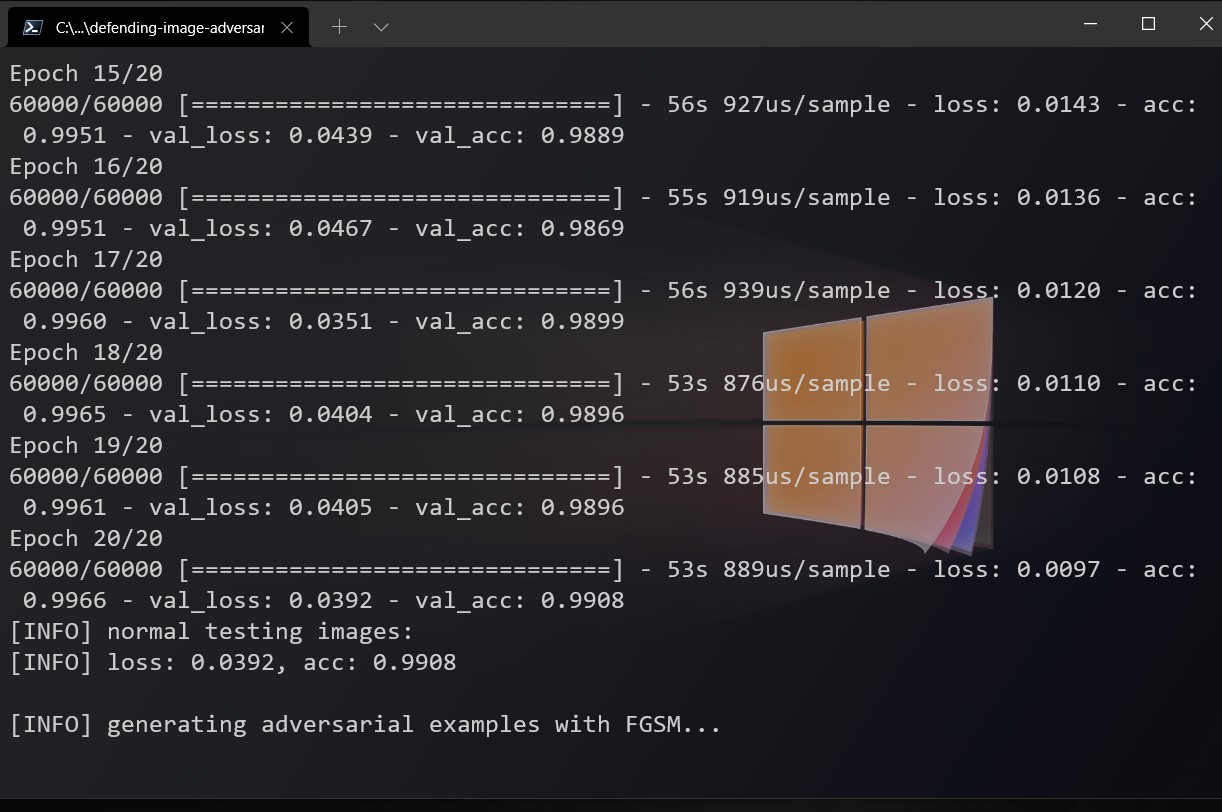 C:\...\defending-image-adversar
Epoch 15/20
60000/60000 [==============================] - 56s 927us/sample - loss: 0.0143 - acc:
0.9951 - val_loss: 0.0439 - val_acc: 0.9889
Epoch 16/20
60000/60000 [==============================] - 55s 919us/sample - loss: 0.0136 - acc:
0.9951 - val_loss: 0.0467 - val_acc: 0.9869
Epoch 17/20
60000/60000 [==============================] - 56s 939us/sample - loss: 0.0120 - acc:
0.9960 - val_loss: 0.0351 - val_acc: 0.9899
Epoch 18/20
60000/60000 [==============================] - 53s 876us/sample - loss: 0.0110 - acc:
0.9965 - val_loss: 0.0404 - val_acc: 0.9896
Epoch 19/20
60000/60000 [==============================] - 53s 885us/sample - loss: 0.0108 - acc:
0.9961 - val_loss: 0.0405 - val_acc: 0.9896
Epoch 20/20
60000/60000 [==============================] - 53s 889us/sample - loss: 0.0097 - acc:
0.9966 - val_loss: 0.0392 - val_acc: 0.9908
[INFO] normal testing images:
[INFO] loss: 0.0392, acc: 0.9908
[INFO] generating adversarial examples with FGSM...